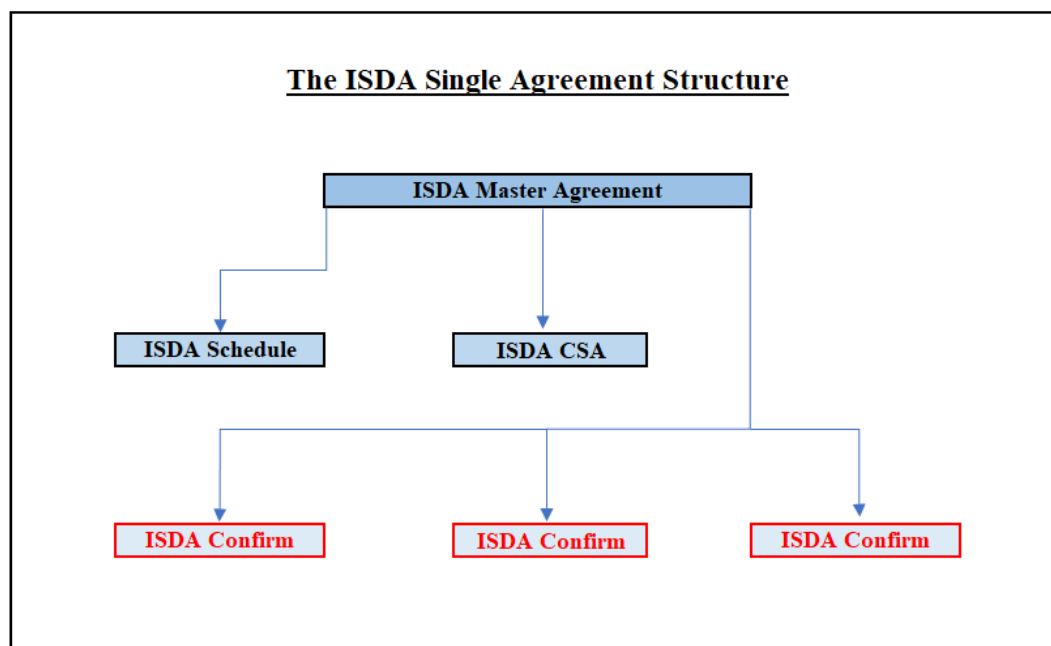 The ISDA Single Agreement Structure
ISDA Master Agreement
ISDA Schedule
ISDA CSA
ISDA Confirm
ISDA Confirm
ISDA Confirm